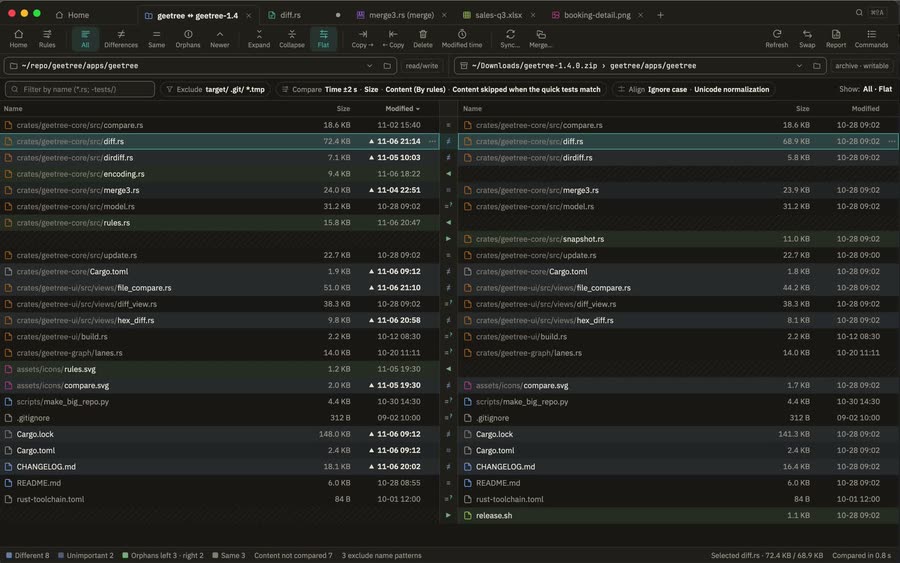 Home
geetree ⇔ geetree-1.4 ×
diff.rs
merge3.rs (merge) ×
sales-q3.xlsx ×
booking-detail.png ×
+
Home Rules All Differences Same Orphans Newer Expand Collapse Flat Copy → ← Copy Delete Modified time Sync... Merge... Refresh Swap Report Commands
~/repo/geetree/apps/geetree read/write ~/Downloads/geetree-1.4.0.zip › geetree/apps/geetree archive · writable
Filter by name (*.rs; -tests/) Exclude target/ .git/ *.tmp Compare Time ±2 s · Size · Content (By rules) · Content skipped when the quick tests match Align Ignore case · Unicode normalization Show: All · Flat
Name Size Modified Name Size Modified
crates/geetree-core/src/compare.rs 18.6 KB 11-02 15:40 = crates/geetree-core/src/compare.rs 18.6 KB 10-28 09:02
crates/geetree-core/src/diff.rs 72.4 KB ▲ 11-06 21:14 ··· ≠ crates/geetree-core/src/diff.rs 68.9 KB 10-28 09:02 ···
crates/geetree-core/src/dirdiff.rs 7.1 KB ▲ 11-05 10:03 ≠ crates/geetree-core/src/dirdiff.rs 5.8 KB 10-28 09:02
crates/geetree-core/src/encoding.rs 9.4 KB 11-06 18:22 ◀
crates/geetree-core/src/merge3.rs 24.0 KB ▲ 11-04 22:51 crates/geetree-core/src/merge3.rs 23.9 KB 10-28 09:02
crates/geetree-core/src/model.rs 31.2 KB 10-28 09:02 =? crates/geetree-core/src/model.rs 31.2 KB 10-28 09:02
crates/geetree-core/src/rules.rs 15.8 KB 11-06 20:47 ◀
▶ crates/geetree-core/src/snapshot.rs 11.0 KB 10-28 09:02
crates/geetree-core/src/update.rs 22.7 KB 10-28 09:02 = crates/geetree-core/src/update.rs 22.7 KB 10-28 09:00
crates/geetree-core/Cargo.toml 1.9 KB ▲ 11-06 09:12 ≠ crates/geetree-core/Cargo.toml 1.8 KB 10-28 09:02
crates/geetree-ui/src/views/file_compare.rs 51.0 KB ▲ 11-06 21:10 ≠ crates/geetree-ui/src/views/file_compare.rs 44.2 KB 10-28 09:02
crates/geetree-ui/src/views/diff_view.rs 38.3 KB 10-28 09:02 =? crates/geetree-ui/src/views/diff_view.rs 38.3 KB 10-28 09:02
crates/geetree-ui/src/views/hex_diff.rs 9.8 KB ▲ 11-06 20:58 ≠ crates/geetree-ui/src/views/hex_diff.rs 8.1 KB 10-28 09:02
crates/geetree-ui/build.rs 2.2 KB 10-12 08:30 =? crates/geetree-ui/build.rs 2.2 KB 10-12 08:30
crates/geetree-graph/lanes.rs 14.0 KB 10-20 11:11 =? crates/geetree-graph/lanes.rs 14.0 KB 10-20 11:11
assets/icons/rules.svg 1.2 KB 11-05 19:30 ◀
assets/icons/compare.svg 2.0 KB ▲ 11-05 19:30 ≠ assets/icons/compare.svg 1.7 KB 10-28 09:02
scripts/make_big_repo.py 4.4 KB 10-30 14:30 =? scripts/make_big_repo.py 4.4 KB 10-30 14:30
.gitignore 312 B 09-02 10:00 =? .gitignore 312 B 09-02 10:00
Cargo.lock 148.0 KB ▲ 11-06 09:12 ≠ Cargo.lock 141.3 KB 10-28 09:02
Cargo.toml 2.4 KB ▲ 11-06 09:12 Cargo.toml 2.4 KB 10-28 09:02
CHANGELOG.md 18.1 KB ▲ 11-06 20:02 ≠ CHANGELOG.md 16.4 KB 10-28 09:02
README.md 6.0 KB 10-28 08:55 = README.md 6.0 KB 10-28 09:02
rust-toolchain.toml 84 B 10-01 12:00 =? rust-toolchain.toml 84 B 10-01 12:00
▶ release.sh 1.1 KB 10-28 09:02
Different 8 Unimportant 2 Orphans left 3 · right 2 Same 3 Content not compared 7 3 exclude name patterns Selected diff.rs · 72.4 KB / 68.9 KB Compared in 0.8 s